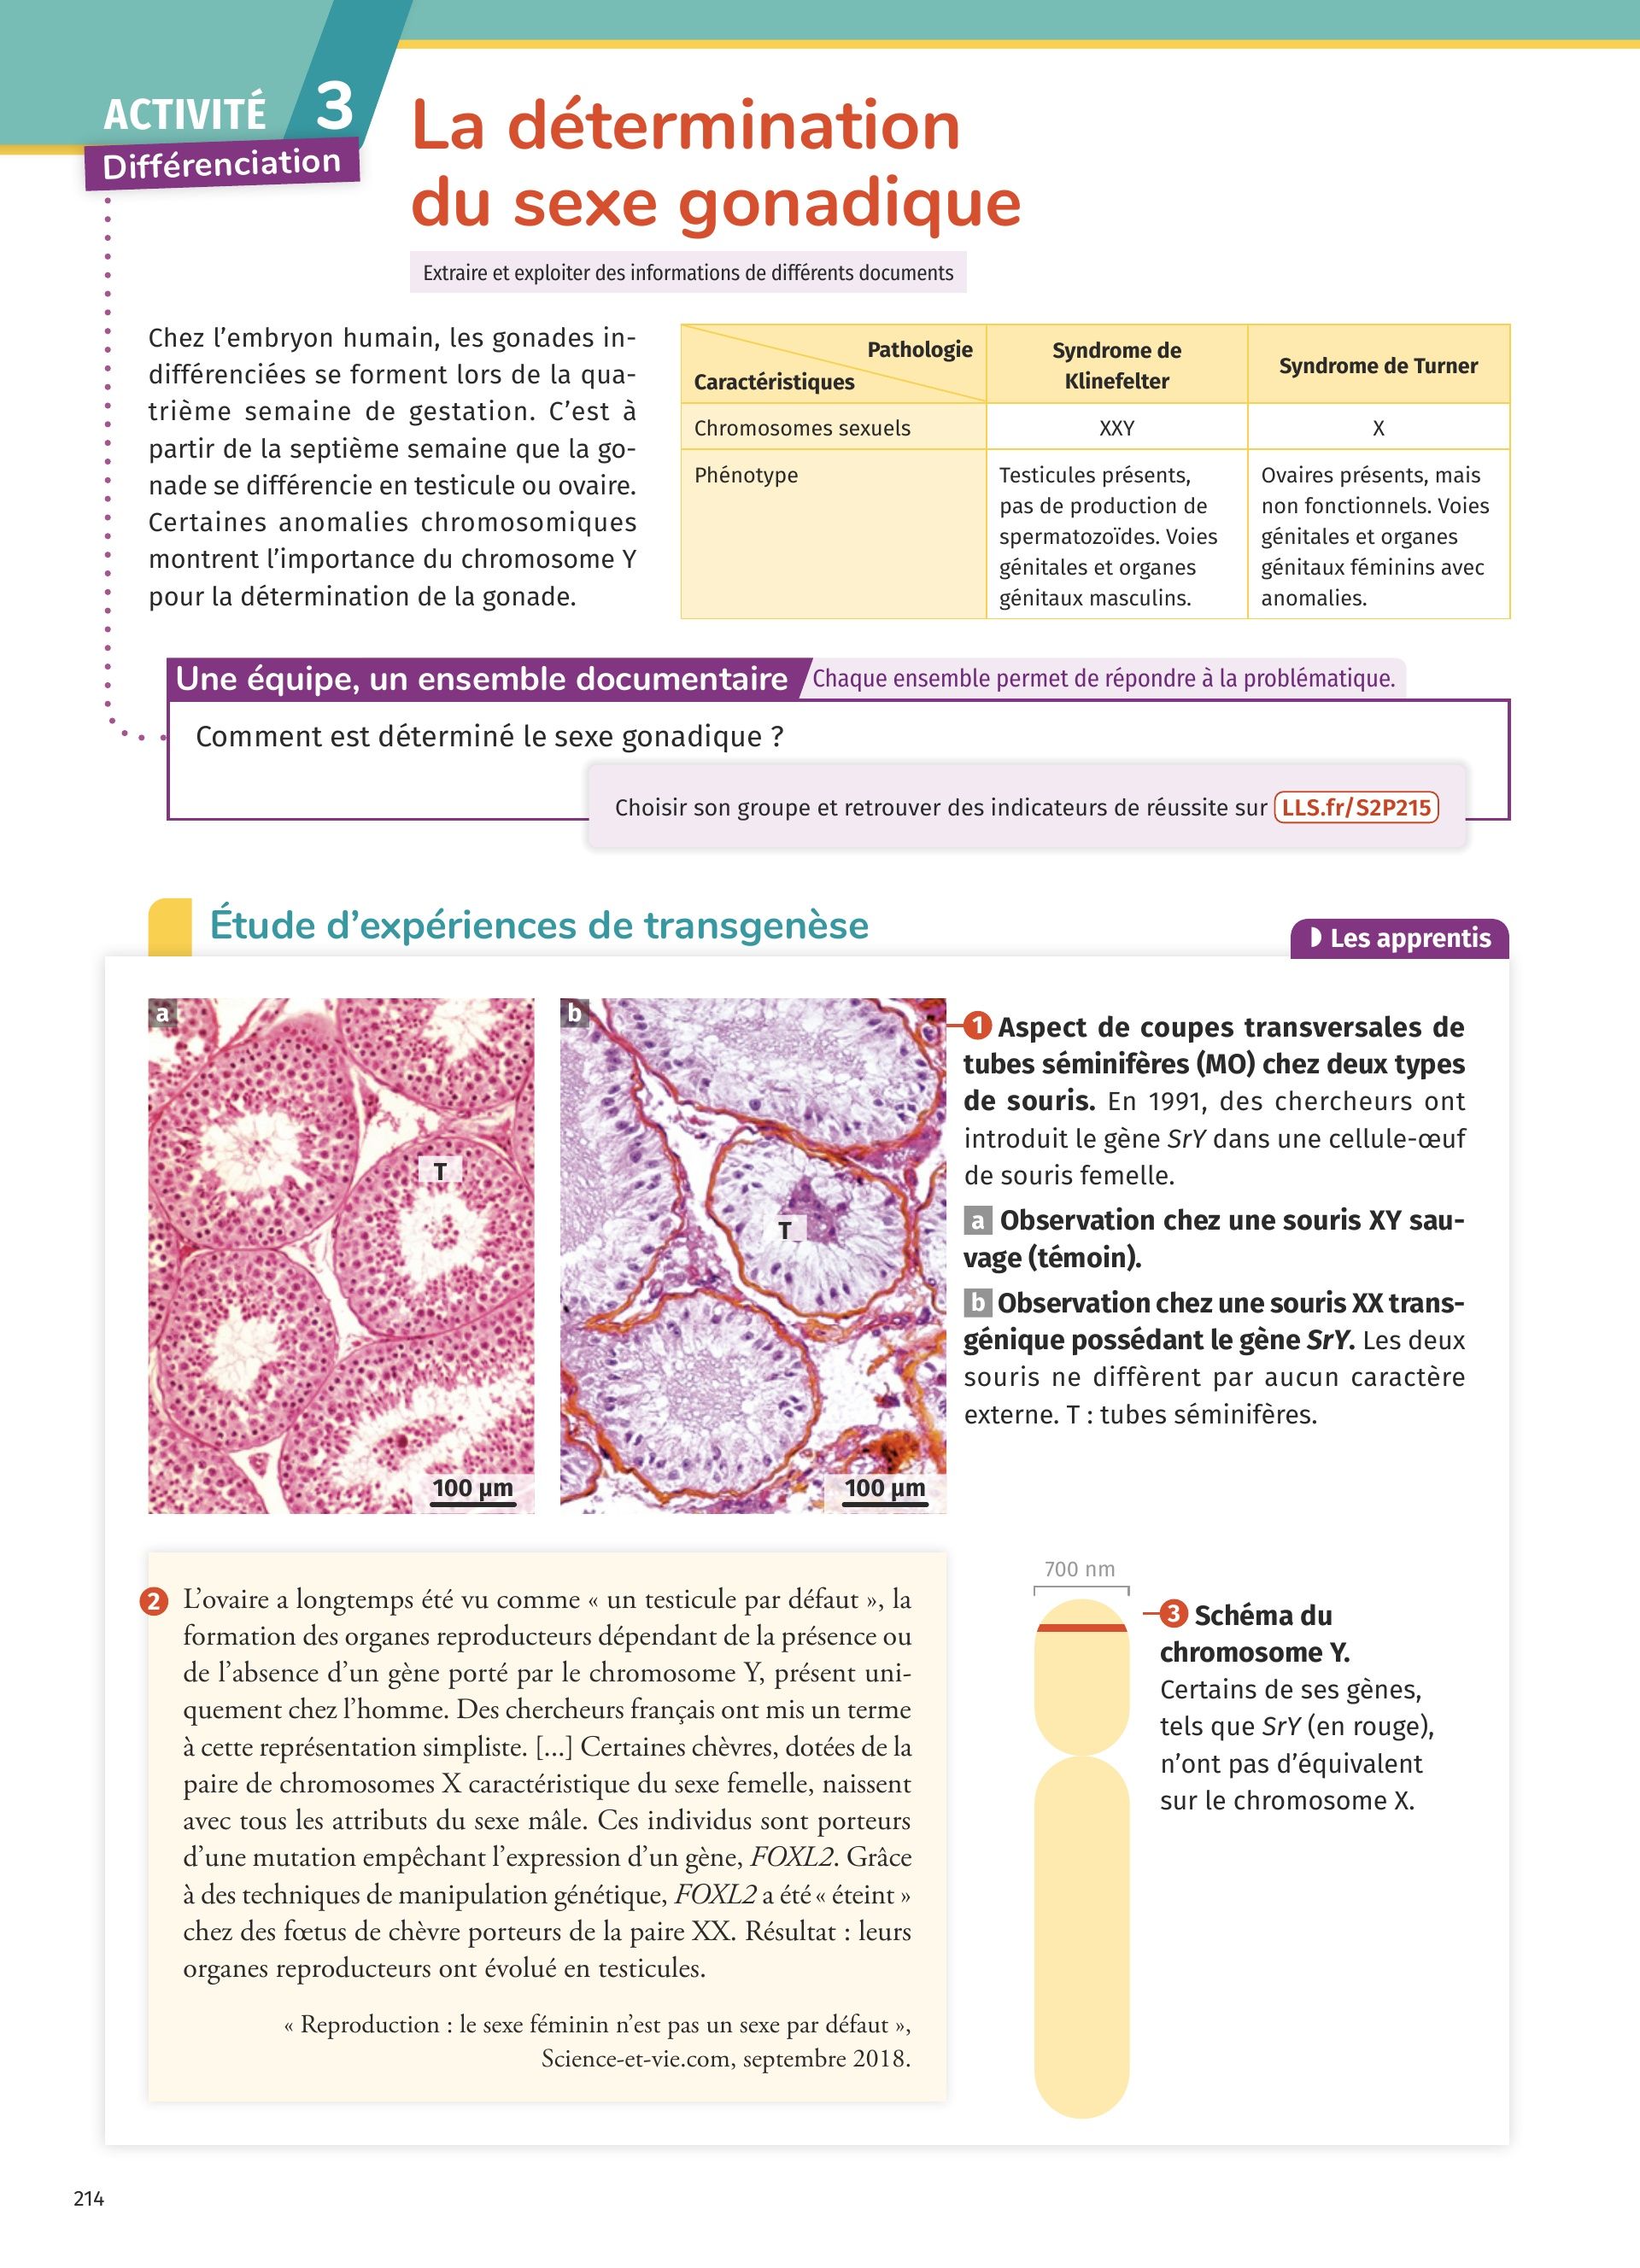 ACTIVITÉ 3
Différenciation
La détermination
du sexe gonadique
Extraire et exploiter des informations de différents documents
Chez l’embryon humain, les gonades in-
différenciées se forment lors de la qua-
trième semaine de gestation. C’est à
partir de la septième semaine que la go-
nade se différencie en testicule ou ovaire.
Certaines anomalies chromosomiques
montrent l’importance du chromosome Y
pour la détermination de la gonade.
Pathologie
Caractéristiques
Syndrome de
Klinefelter
Syndrome de Turner
Chromosomes sexuels
XXY
X
Phénotype
Testicules présents,
pas de production de
spermatozoïdes. Voies
génitales et organes
génitaux masculins.
Ovaires présents, mais
non fonctionnels. Voies
génitales et organes
génitaux féminins avec
anomalies.
Une équipe, un ensemble documentaire
Chaque ensemble permet de répondre à la problématique.
Comment est déterminé le sexe gonadique ?
Choisir son groupe et retrouver des indicateurs de réussite sur LLS.fr/S2P215
Étude d’expériences de transgenèse
Les apprentis
a
T
100 µm
b
T
100 µm
1 Aspect de coupes transversales de
tubes séminifères (MO) chez deux types
de souris. En 1991, des chercheurs ont
introduit le gène SrY dans une cellule-œuf
de souris femelle.
a Observation chez une souris XY sau-
vage (témoin).
b Observation chez une souris XX trans-
génique possédant le gène SrY. Les deux
souris ne diffèrent par aucun caractère
externe. T : tubes séminifères.
2 L’ovaire a longtemps été vu comme « un testicule par défaut », la
formation des organes reproducteurs dépendant de la présence ou
de l’absence d’un gène porté par le chromosome Y, présent uni-
quement chez l’homme. Des chercheurs français ont mis un terme
à cette représentation simpliste. [...] Certaines chèvres, dotées de la
paire de chromosomes X caractéristique du sexe femelle, naissent
avec tous les attributs du sexe mâle. Ces individus sont porteurs
d’une mutation empêchant l’expression d’un gène, FOXL2. Grâce
à des techniques de manipulation génétique, FOXL2 a été « éteint »
chez des fœtus de chèvre porteurs de la paire XX. Résultat : leurs
organes reproducteurs ont évolué en testicules.
« Reproduction : le sexe féminin n’est pas un sexe par défaut »,
Science-et-vie.com, septembre 2018.
700 nm
3 Schéma du
chromosome Y.
Certains de ses gènes,
tels que SrY (en rouge),
n’ont pas d’équivalent
sur le chromosome X.
214